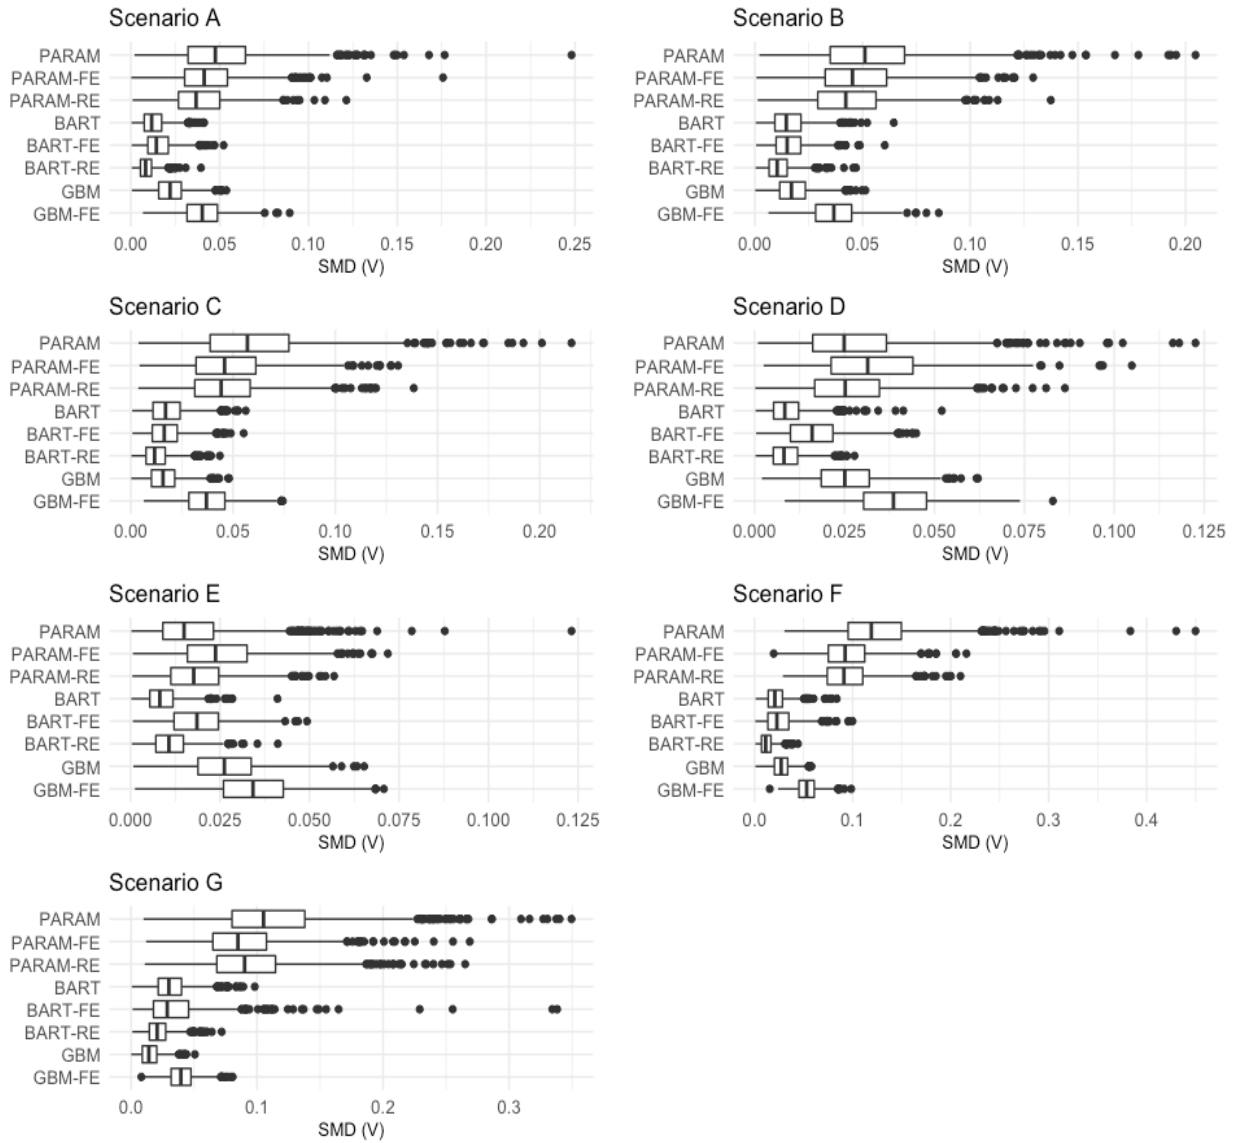 Scenario A
PARAM
PARAM-FE
PARAM-RE
BART
BART-FE
BART-RE
GBM
GBM-FE
0.00 0.05 0.10 0.15 0.20 0.25
SMD (V)
Scenario B
PARAM
PARAM-FE
PARAM-RE
BART
BART-FE
BART-RE
GBM
GBM-FE
0.00 0.05 0.10 0.15 0.20
SMD (V)
Scenario C
PARAM
PARAM-FE
PARAM-RE
BART
BART-FE
BART-RE
GBM
GBM-FE
0.00 0.05 0.10 0.15 0.20
SMD (V)
Scenario D
PARAM
PARAM-FE
PARAM-RE
BART
BART-FE
BART-RE
GBM
GBM-FE
0.000 0.025 0.050 0.075 0.100 0.125
SMD (V)
Scenario E
PARAM
PARAM-FE
PARAM-RE
BART
BART-FE
BART-RE
GBM
GBM-FE
0.000 0.025 0.050 0.075 0.100 0.125
SMD (V)
Scenario F
PARAM
PARAM-FE
PARAM-RE
BART
BART-FE
BART-RE
GBM
GBM-FE
0.0 0.1 0.2 0.3 0.4
SMD (V)
Scenario G
PARAM
PARAM-FE
PARAM-RE
BART
BART-FE
BART-RE
GBM
GBM-FE
0.0 0.1 0.2 0.3
SMD (V)